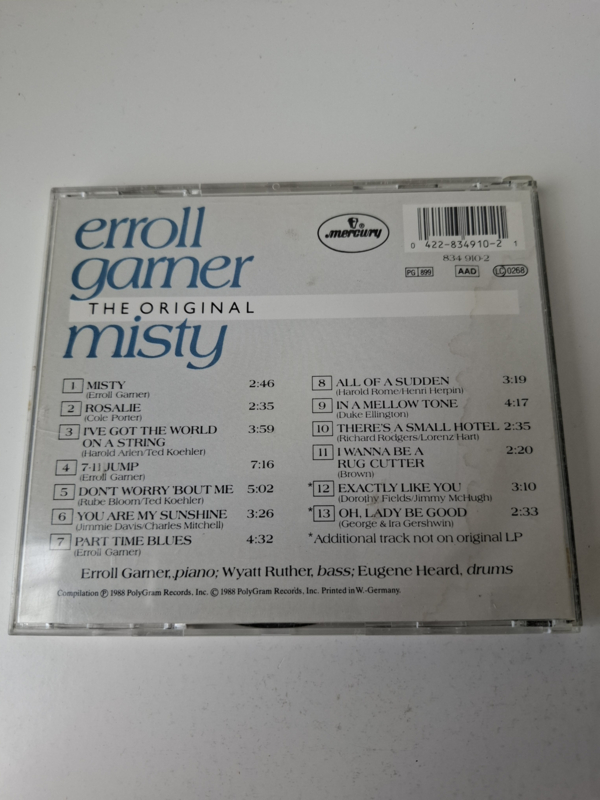 erroll
garner
THE ORIGINAL
misty
mercury
0 422-834910-2 1
834 910-2
PG 899 AAD LC 0268
1 MISTY 2:46
(Erroll Garner)
2 ROSALIE 2:35
(Cole Porter)
3 I'VE GOT THE WORLD 3:59
ON A STRING
(Harold Arlen/Ted Koehler)
4 7-11 JUMP 7:16
(Erroll Garner)
5 DON'T WORRY 'BOUT ME 5:02
(Rube Bloom/Ted Koehler)
6 YOU ARE MY SUNSHINE 3:26
(Jimmie Davis/Charles Mitchell)
7 PART TIME BLUES 4:32
(Erroll Garner)
8 ALL OF A SUDDEN 3:19
(Harold Rome/Henri Herpin)
9 IN A MELLOW TONE 4:17
(Duke Ellington)
10 THERE'S A SMALL HOTEL 2:35
(Richard Rodgers/Lorenz Hart)
11 I WANNA BE A 2:20
RUG CUTTER
(Brown)
*12 EXACTLY LIKE YOU 3:10
(Dorothy Fields/Jimmy McHugh)
*13 OH, LADY BE GOOD 2:33
(George & Ira Gershwin)
*Additional track not on original LP
Erroll Garner, piano; Wyatt Ruther, bass; Eugene Heard, drums
Compilation ℗ 1988 PolyGram Records, Inc. © 1988 PolyGram Records, Inc. Printed in W.-Germany.